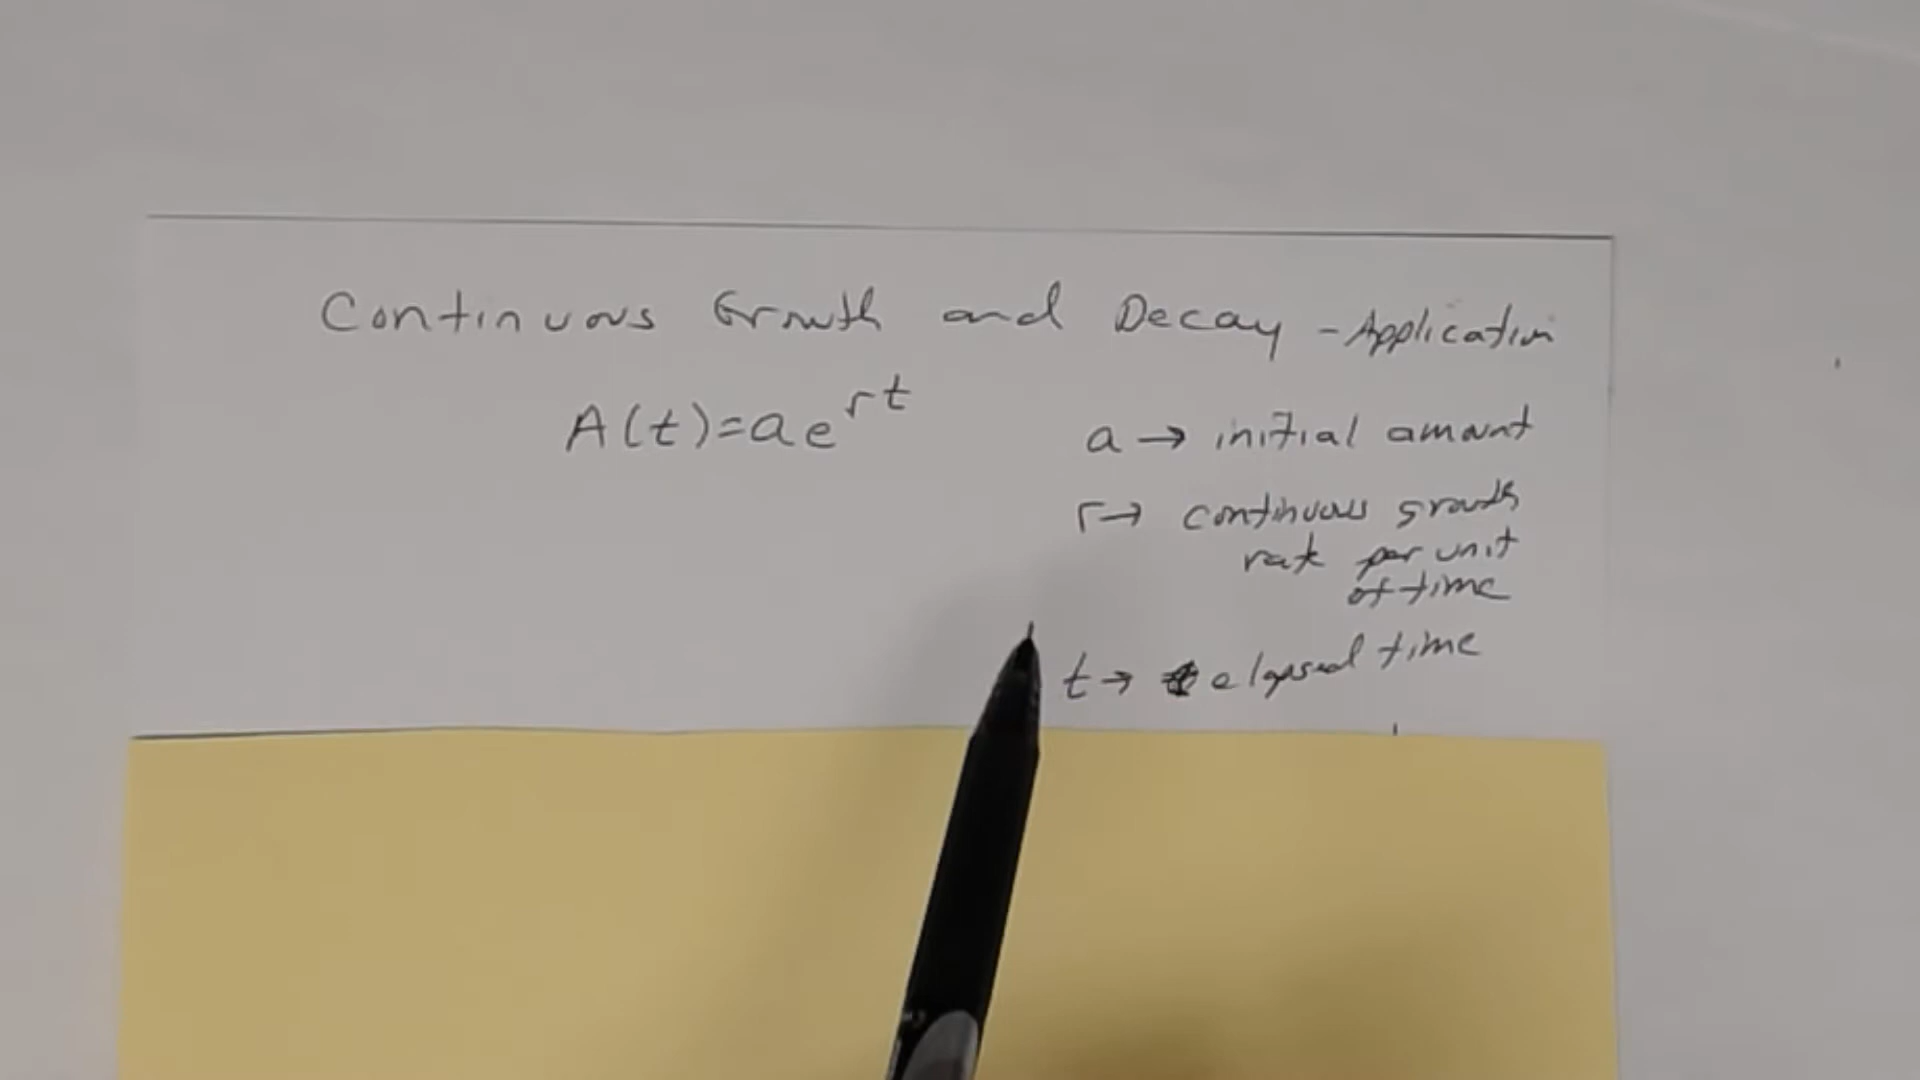 Continuous Growth and Decay - Application
A(t)=ae^rt
a → initial amount
r → continuous growth
rate per unit
of time
t → elapsed time